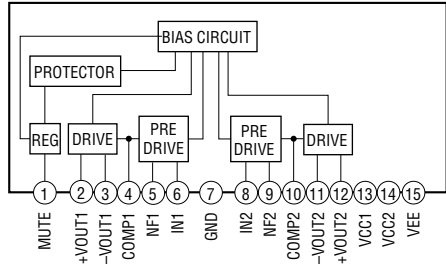 BIAS CIRCUIT
PROTECTOR
REG
DRIVE
PRE
DRIVE
PRE
DRIVE
DRIVE
1
2
3
4
5
6
7
8
9
10
11
12
13
14
15
MUTE
+VOUT1
–VOUT1
COMP1
NF1
IN1
GND
IN2
NF2
COMP2
–VOUT2
+VOUT2
VCC1
VCC2
VEE